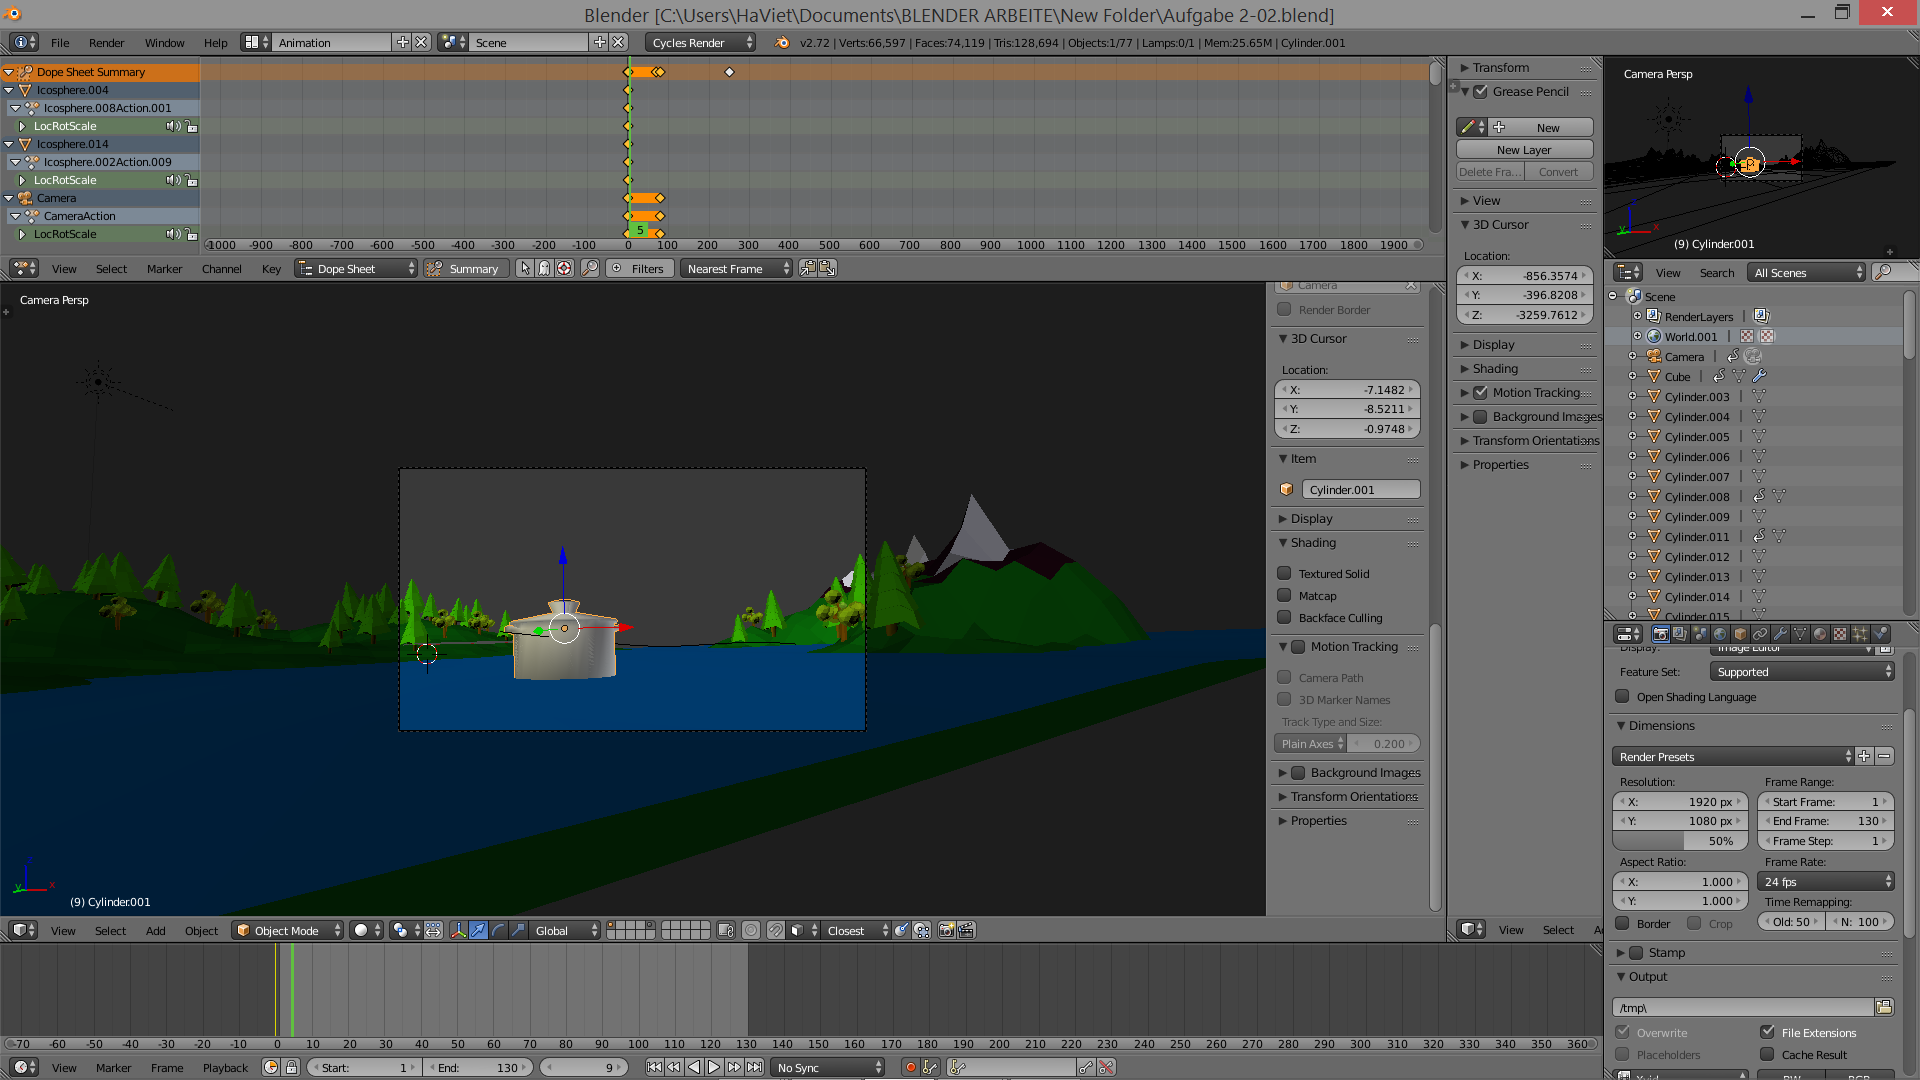 Blender [C:\Users\HaViet\Documents\BLENDER ARBEITE\New Folder\Aufgabe 2-02.blend]
File Render Window Help Animation Scene Cycles Render v2.72 | Verts:66,597 | Faces:74,119 | Tris:128,694 | Objects:1/77 | Lamps:0/1 | Mem:25.65M | Cylinder.001
Dope Sheet Summary
Icosphere.004
Icosphere.008Action.001
LocRotScale
Icosphere.014
Icosphere.002Action.009
LocRotScale
Camera
CameraAction
LocRotScale
5
-1000 -900 -800 -700 -600 -500 -400 -300 -200 -100 0 100 200 300 400 500 600 700 800 900 1000 1100 1200 1300 1400 1500 1600 1700 1800 1900
View Select Marker Channel Key Dope Sheet Summary Filters Nearest Frame
Transform
Grease Pencil
New
New Layer
Delete Fra... Convert
View
3D Cursor
Location:
X: -856.3574
Y: -396.8208
Z: -3259.7612
Display
Shading
Motion Tracking
Background Images
Transform Orientations
Properties
Camera Persp
(9) Cylinder.001
View Search All Scenes
Scene
RenderLayers
World.001
Camera
Cube
Cylinder.003
Cylinder.004
Cylinder.005
Cylinder.006
Cylinder.007
Cylinder.008
Cylinder.009
Cylinder.011
Cylinder.012
Cylinder.013
Cylinder.014
Cylinder.015
Camera Persp
(9) Cylinder.001
Camera
Render Border
3D Cursor
Location:
X: -7.1482
Y: -8.5211
Z: -0.9748
Item
Cylinder.001
Display
Shading
Textured Solid
Matcap
Backface Culling
Motion Tracking
Camera Path
3D Marker Names
Track Type and Size:
Plain Axes 0.200
Background Images
Transform Orientations
Properties
Display: Image Editor
Feature Set: Supported
Open Shading Language
Dimensions
Render Presets
Resolution: Frame Range:
X: 1920 px Start Frame: 1
Y: 1080 px End Frame: 130
50% Frame Step: 1
Aspect Ratio: Frame Rate:
X: 1.000 24 fps
Y: 1.000 Time Remapping:
Border Crop Old: 50 N: 100
Stamp
Output
/tmp\
Overwrite File Extensions
Placeholders Cache Result
View Select Add Object Object Mode Global Closest
View Select
-70 -60 -50 -40 -30 -20 -10 0 10 20 30 40 50 60 70 80 90 100 110 120 130 140 150 160 170 180 190 200 210 220 230 240 250 260 270 280 290 300 310 320 330 340 350 360
View Marker Frame Playback Start: 1 End: 130 9 No Sync